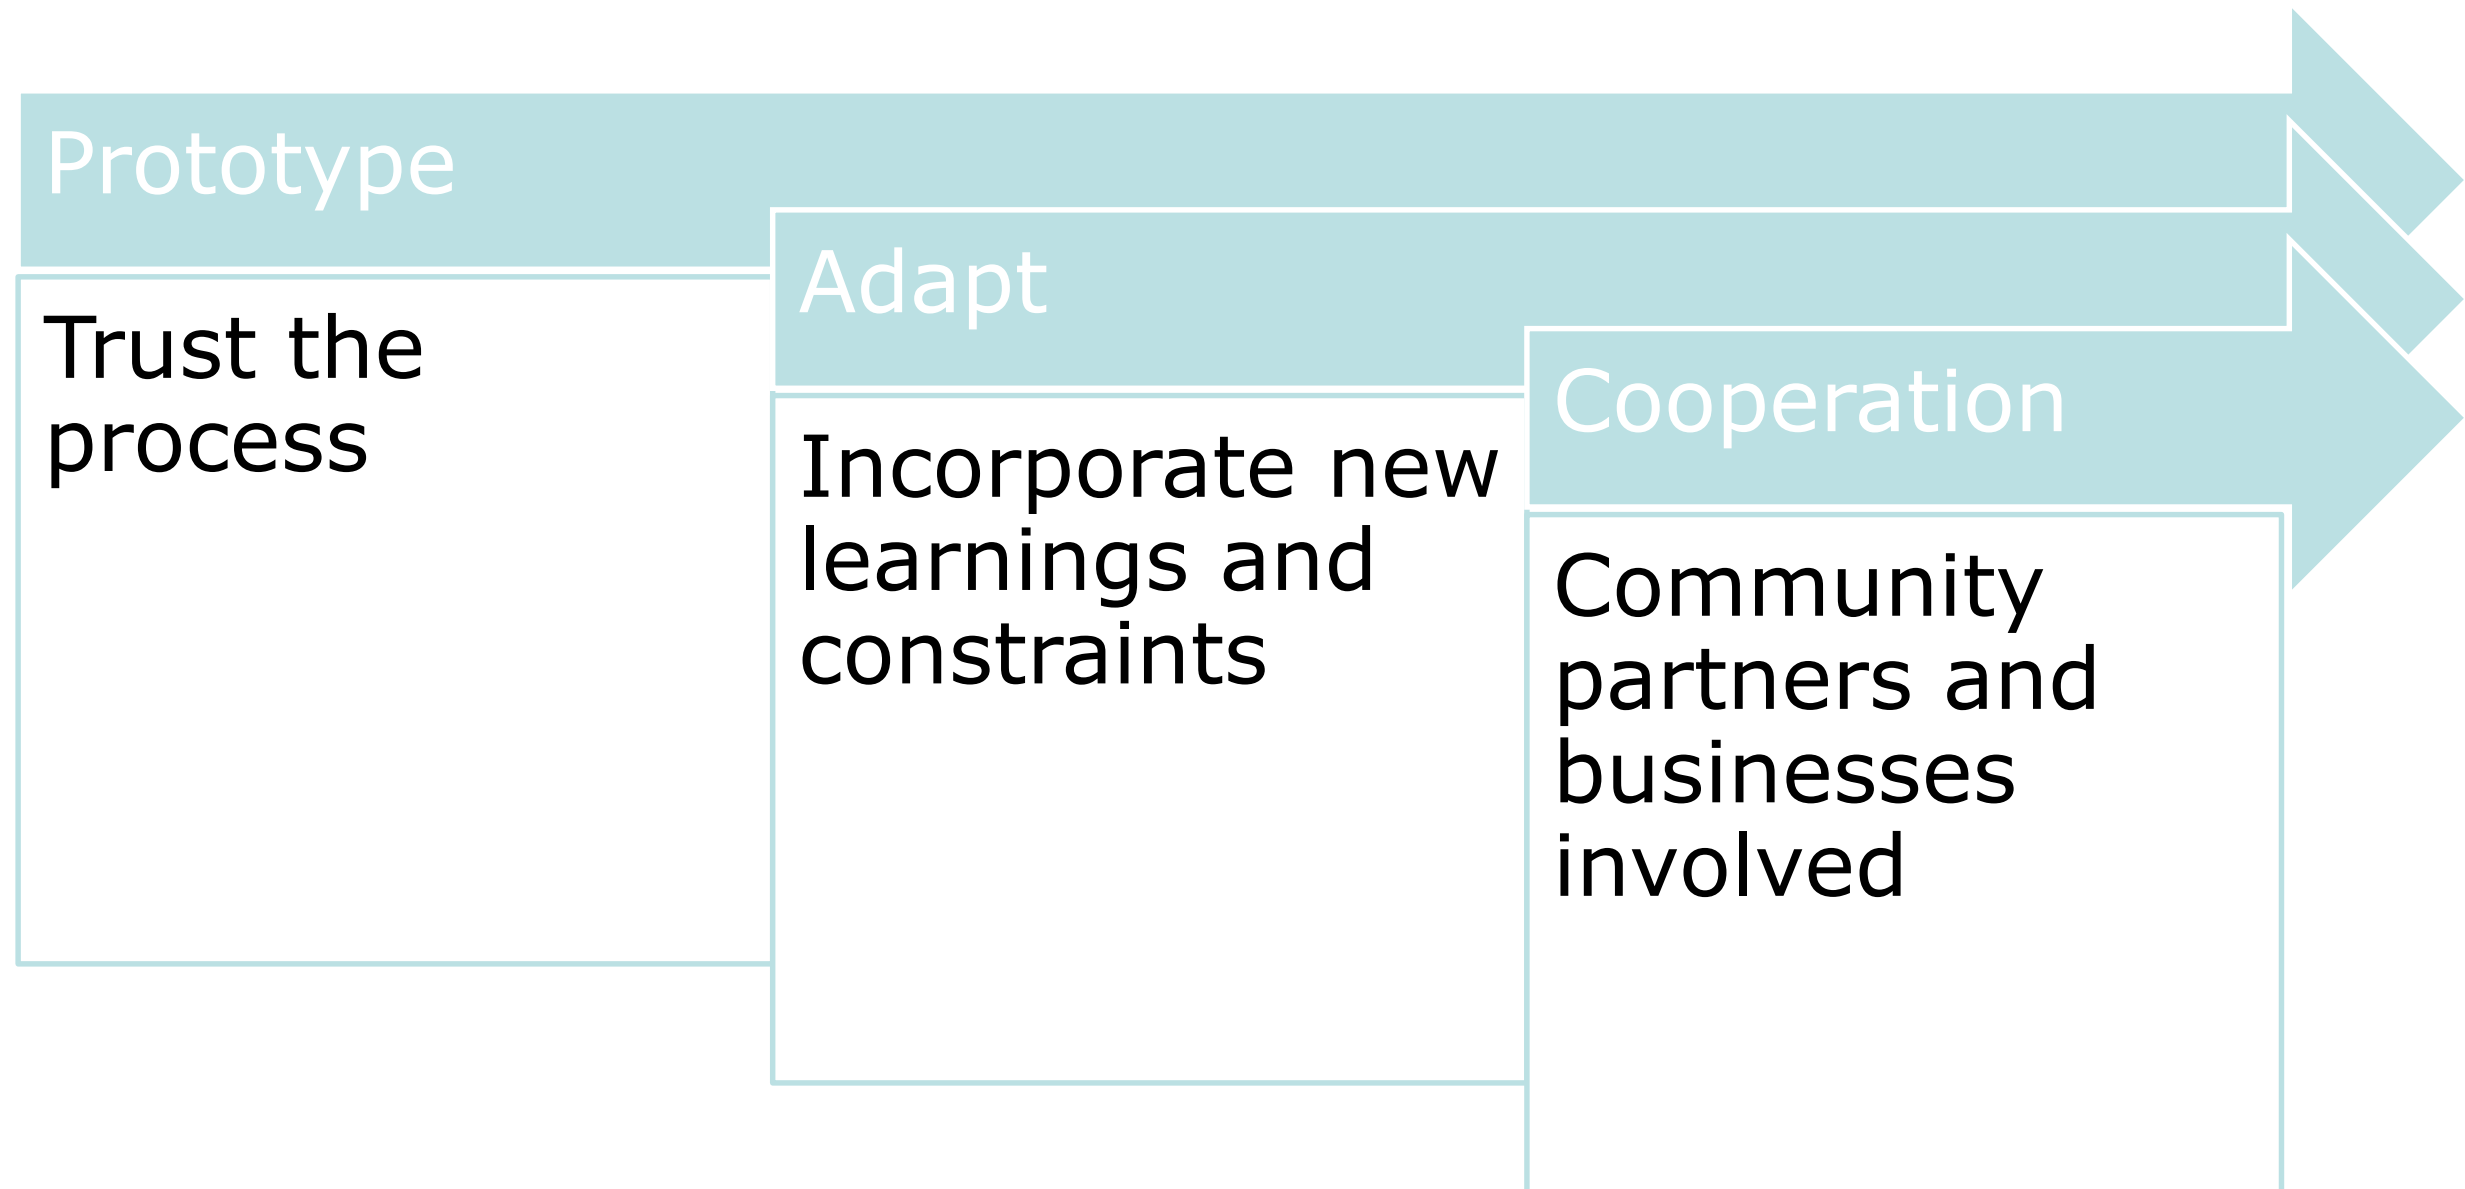 Prototype
Trust the
process
Adapt
Incorporate new
learnings and
constraints
Cooperation
Community
partners and
businesses
involved